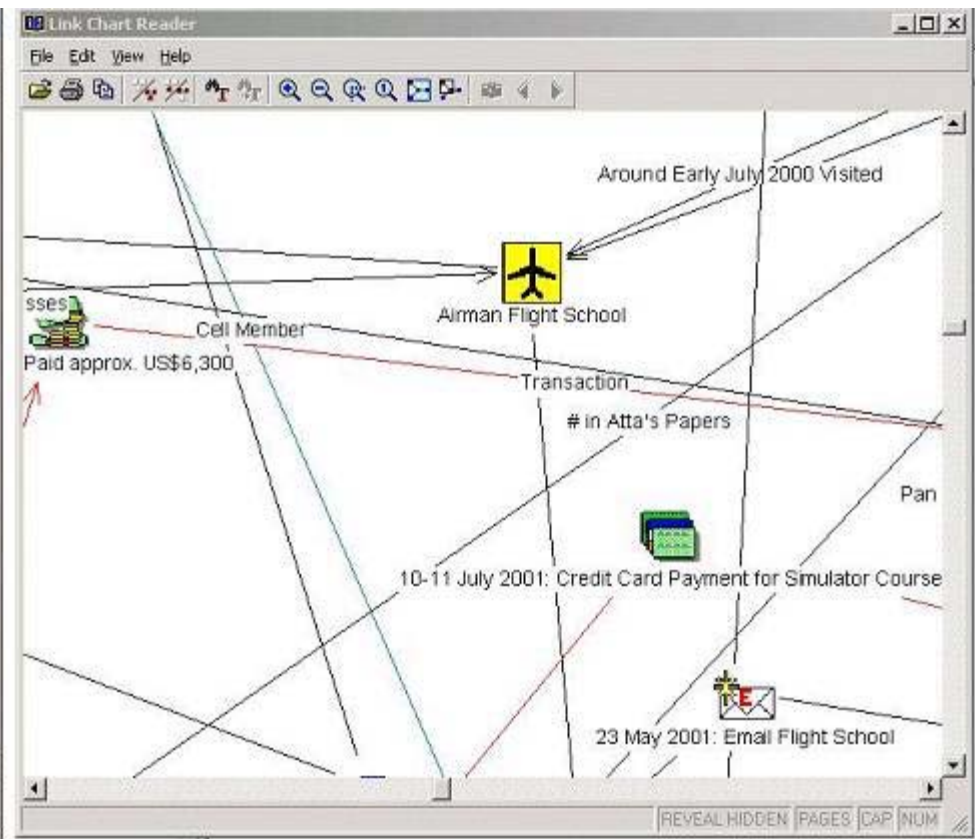 Link Chart Reader
File Edit View Help
Around Early July 2000 Visited
Airman Flight School
sses
Cell Member
Paid approx. US$6,300
Transaction
# in Atta's Papers
Pan
10-11 July 2001: Credit Card Payment for Simulator Course
E
23 May 2001: Email Flight School
REVEAL HIDDEN PAGES CAP NUM